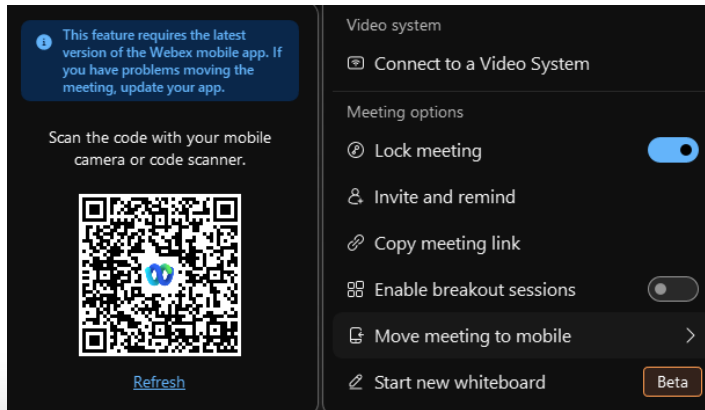 This feature requires the latest
version of the Webex mobile app. If
you have problems moving the
meeting, update your app.
Scan the code with your mobile
camera or code scanner.
Refresh
Video system
Connect to a Video System
Meeting options
Lock meeting
Invite and remind
Copy meeting link
Enable breakout sessions
Move meeting to mobile
Start new whiteboard
Beta